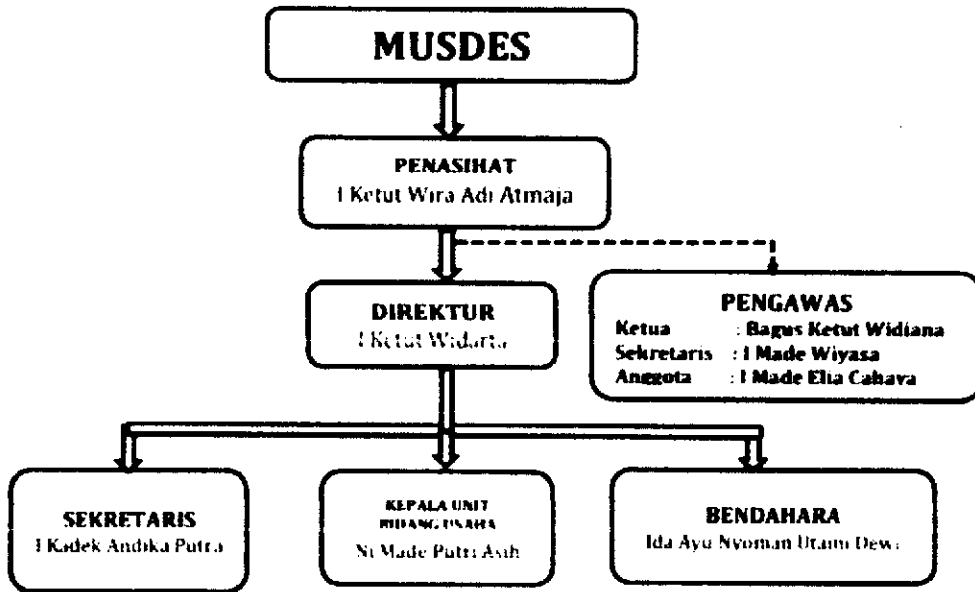 MUSDES
PENASIHAT
I Ketut Wira Adi Atmaja
DIREKTUR
I Ketut Widarta
PENGAWAS
Ketua : Bagus Ketut Widiana
Sekretaris : I Made Wiyasa
Anggota : I Made Elia Cahaya
SEKRETARIS
I Kadek Andika Putra
KEPALA UNIT
BIDANG USAHA
Ni Made Putri Asih
BENDAHARA
Ida Ayu Nyoman Utami Dewi